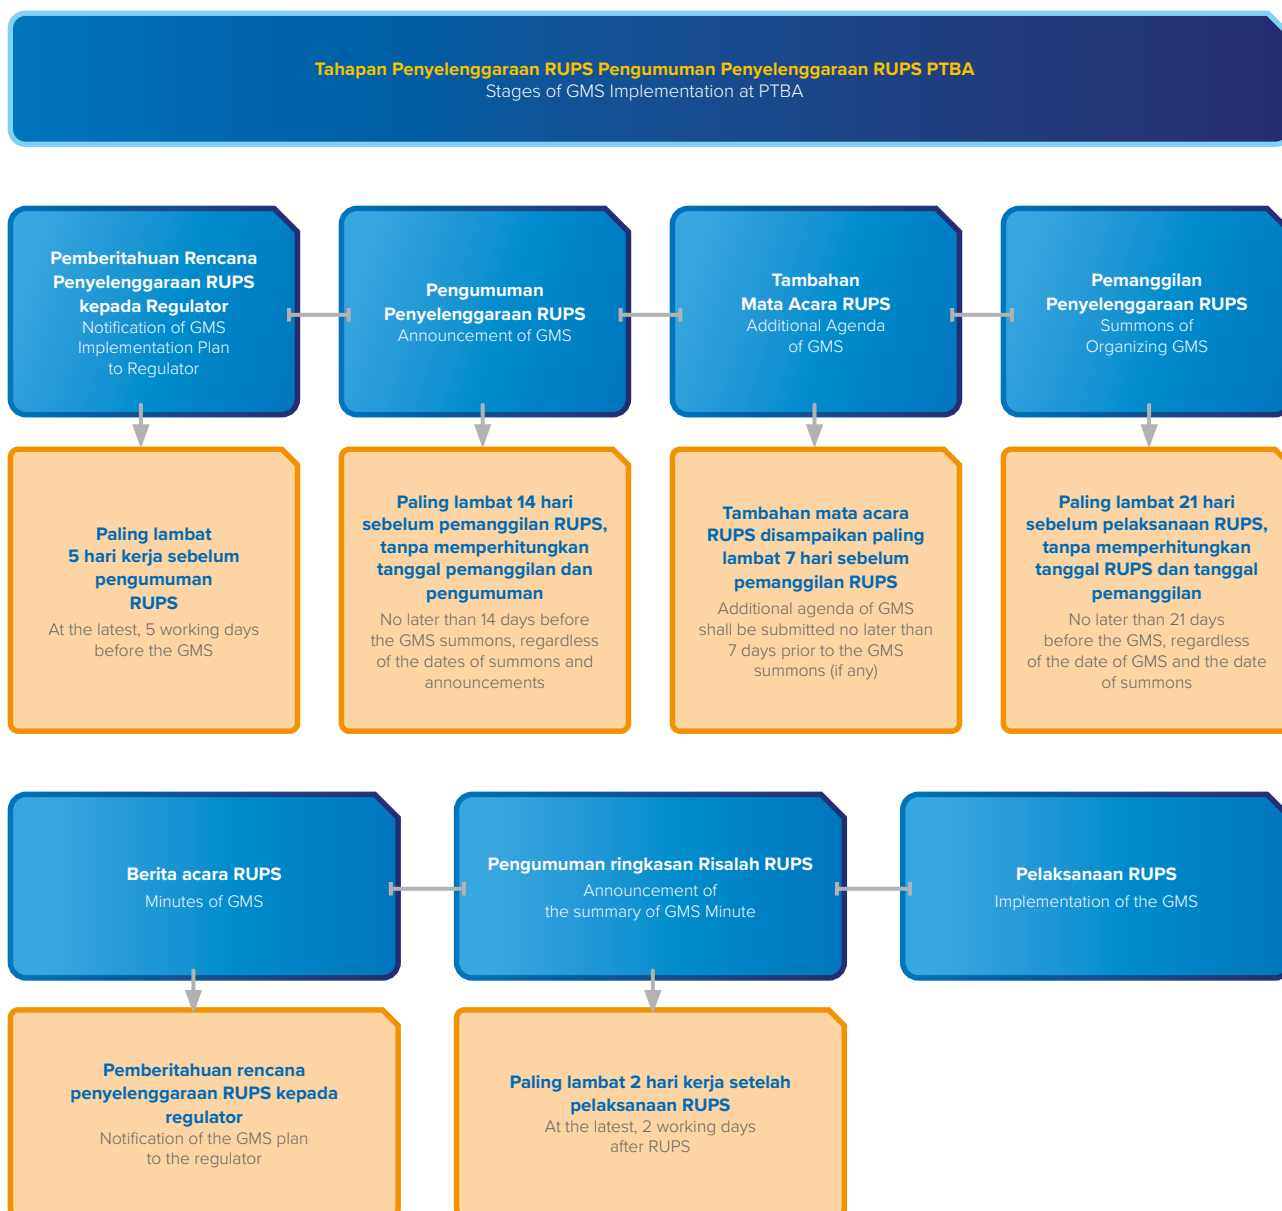 Tahapan Penyelenggaraan RUPS Pengumuman Penyelenggaraan RUPS PTBA
Stages of GMS Implementation at PTBA
Pemberitahuan Rencana
Penyelenggaraan RUPS
kepada Regulator
Notification of GMS
Implementation Plan
to Regulator
Pengumuman
Penyelenggaraan RUPS
Announcement of GMS
Tambahan
Mata Acara RUPS
Additional Agenda
of GMS
Pemanggilan
Penyelenggaraan RUPS
Summons of
Organizing GMS
Paling lambat
5 hari kerja sebelum
pengumuman
RUPS
At the latest, 5 working days
before the GMS
Paling lambat 14 hari
sebelum pemanggilan RUPS,
tanpa memperhitungkan
tanggal pemanggilan dan
pengumuman
No later than 14 days before
the GMS summons, regardless
of the dates of summons and
announcements
Tambahan mata acara
RUPS disampaikan paling
lambat 7 hari sebelum
pemanggilan RUPS
Additional agenda of GMS
shall be submitted no later than
7 days prior to the GMS
summons (if any)
Paling lambat 21 hari
sebelum pelaksanaan RUPS,
tanpa memperhitungkan
tanggal RUPS dan tanggal
pemanggilan
No later than 21 days
before the GMS, regardless
of the date of GMS and the date
of summons
Berita acara RUPS
Minutes of GMS
Pengumuman ringkasan Risalah RUPS
Announcement of
the summary of GMS Minute
Pelaksanaan RUPS
Implementation of the GMS
Pemberitahuan rencana
penyelenggaraan RUPS kepada
regulator
Notification of the GMS plan
to the regulator
Paling lambat 2 hari kerja setelah
pelaksanaan RUPS
At the latest, 2 working days
after RUPS